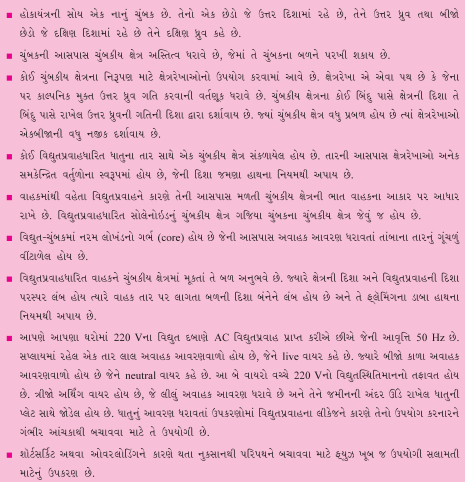 ■ હોકાયંત્રની સોય એક નાનું ચુંબક છે. તેનો એક છેડો જે ઉત્તર દિશામાં રહે છે, તેને ઉત્તર ધ્રુવ તથા બીજો
છેડો જે દક્ષિણ દિશામાં રહે છે તેને દક્ષિણ ધ્રુવ કહે છે.
■ ચુંબકની આસપાસ ચુંબકીય ક્ષેત્ર અસ્તિત્વ ધરાવે છે, જેમાં તે ચુંબકના બળને પરખી શકાય છે.
■ કોઈ ચુંબકીય ક્ષેત્રના નિરૂપણ માટે ક્ષેત્રરેખાઓનો ઉપયોગ કરવામાં આવે છે. ક્ષેત્રરેખા એ એવા પથ છે કે જેના
પર કાલ્પનિક મુક્ત ઉત્તર ધ્રુવ ગતિ કરવાની વર્તણૂક ધરાવે છે. ચુંબકીય ક્ષેત્રના કોઈ બિંદુ પાસે ક્ષેત્રની દિશા તે
બિંદુ પાસે રાખેલ ઉત્તર ધ્રુવની ગતિની દિશા દ્વારા દર્શાવાય છે. જ્યાં ચુંબકીય ક્ષેત્ર વધુ પ્રબળ હોય છે ત્યાં ક્ષેત્રરેખાઓ
એકબીજાની વધુ નજીક દર્શાવાય છે.
■ કોઈ વિદ્યુતપ્રવાહધારિત ધાતુના તાર સાથે એક ચુંબકીય ક્ષેત્ર સંકળાયેલ હોય છે. તારની આસપાસ ક્ષેત્રરેખાઓ અનેક
સમકેન્દ્રિત વર્તુળોના સ્વરૂપમાં હોય છે, જેની દિશા જમણા હાથના નિયમથી અપાય છે.
■ વાહકમાંથી વહેતા વિદ્યુતપ્રવાહને કારણે તેની આસપાસ મળતી ચુંબકીય ક્ષેત્રની ભાત વાહકના આકાર પર આધાર
રાખે છે. વિદ્યુતપ્રવાહધારિત સોલેનોઇડનું ચુંબકીય ક્ષેત્ર ગજિયા ચુંબકના ચુંબકીય ક્ષેત્ર જેવું જ હોય છે.
■ વિદ્યુત-ચુંબકમાં નરમ લોખંડનો ગર્ભ (core) હોય છે જેની આસપાસ અવાહક આવરણ ધરાવતાં તાંબાના તારનું ગૂંચળું
વીંટાળેલ હોય છે.
■ વિદ્યુતપ્રવાહધારિત વાહકને ચુંબકીય ક્ષેત્રમાં મૂકતાં તે બળ અનુભવે છે. જ્યારે ક્ષેત્રની દિશા અને વિદ્યુતપ્રવાહની દિશા
પરસ્પર લંબ હોય ત્યારે વાહક તાર પર લાગતા બળની દિશા બંનેને લંબ હોય છે અને તે ફ્લેમિંગના ડાબા હાથના
નિયમથી અપાય છે.
■ આપણે આપણા ઘરોમાં 220 Vના વિદ્યુત દબાણે AC વિદ્યુતપ્રવાહ પ્રાપ્ત કરીએ છીએ જેની આવૃત્તિ 50 Hz છે.
સપ્લાયમાં રહેલ એક તાર લાલ અવાહક આવરણવાળો હોય છે, જેને live વાયર કહે છે. જ્યારે બીજો કાળા અવાહક
આવરણવાળો હોય છે જેને neutral વાયર કહે છે. આ બે વાયરો વચ્ચે 220 Vનો વિદ્યુતસ્થિતિમાનનો તફાવત હોય
છે. ત્રીજો અર્થિંગ વાયર હોય છે, જે લીલું અવાહક આવરણ ધરાવે છે અને તેને જમીનની અંદર ઊંડે રાખેલ ધાતુની
પ્લેટ સાથે જોડેલ હોય છે. ધાતુનું આવરણ ધરાવતાં ઉપકરણોમાં વિદ્યુતપ્રવાહના લીકેજને કારણે તેનો ઉપયોગ કરનારને
ગંભીર આંચકાથી બચાવવા માટે તે ઉપયોગી છે.
■ શોર્ટસર્કિટ અથવા ઓવરલોડિંગને કારણે થતા નુકસાનથી પરિપથને બચાવવા માટે ફ્યુઝ ખૂબ જ ઉપયોગી સલામતી
માટેનું ઉપકરણ છે.